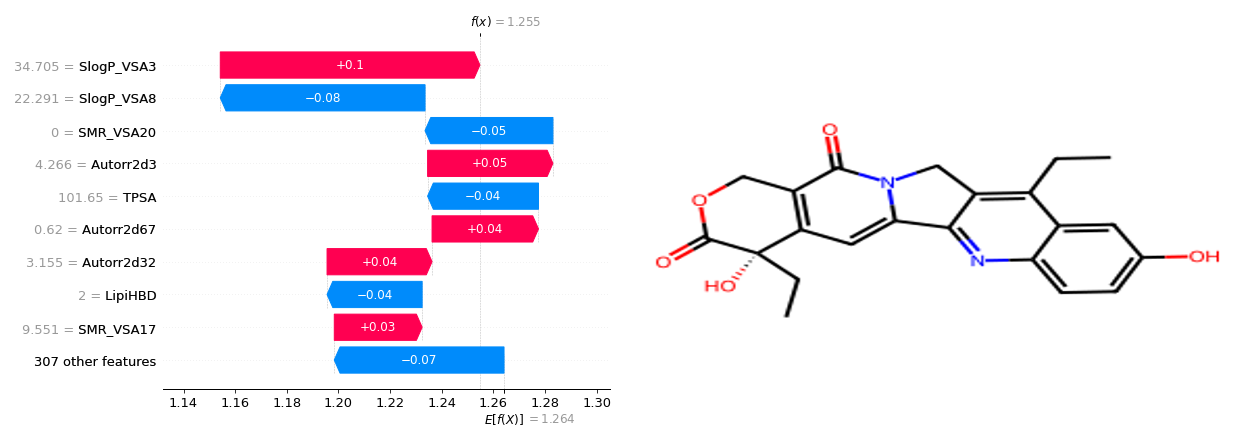 f(x) = 1.255
34.705 = SlogP_VSA3 +0.1
22.291 = SlogP_VSA8 −0.08
0 = SMR_VSA20 −0.05
4.266 = Autorr2d3 +0.05
101.65 = TPSA −0.04
0.62 = Autorr2d67 +0.04
3.155 = Autorr2d32 +0.04
2 = LipiHBD −0.04
9.551 = SMR_VSA17 +0.03
307 other features −0.07
1.14 1.16 1.18 1.20 1.22 1.24 1.26 1.28 1.30
E[f(X)] = 1.264
O
N
O
O
HO
N
OH